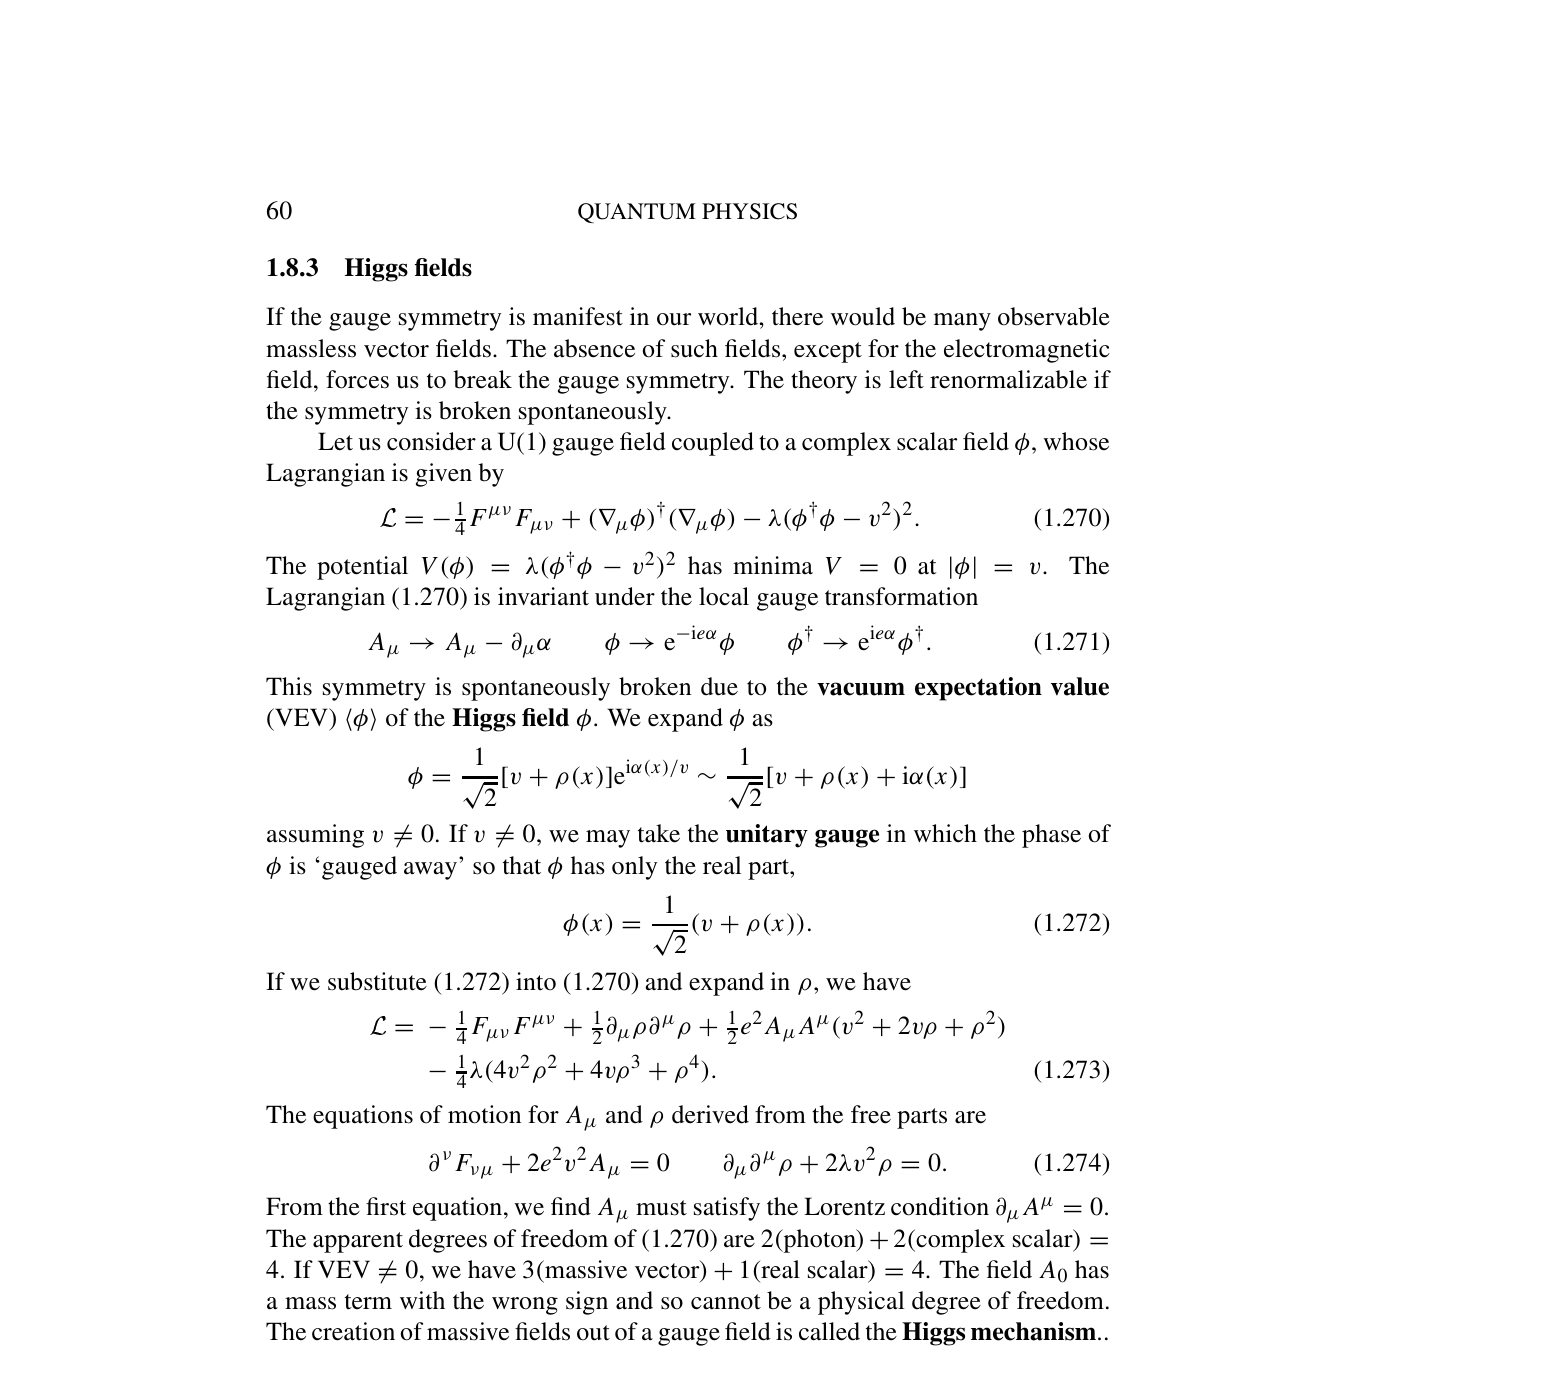 60 QUANTUM PHYSICS
1.8.3 Higgs fields
If the gauge symmetry is manifest in our world, there would be many observable
massless vector fields. The absence of such fields, except for the electromagnetic
field, forces us to break the gauge symmetry. The theory is left renormalizable if
the symmetry is broken spontaneously.
Let us consider a U(1) gauge field coupled to a complex scalar field ϕ, whose
Lagrangian is given by
ℒ = −¼F^{μν}F_{μν} + (∇_μϕ)^†(∇_μϕ) − λ(ϕ^†ϕ − v²)². (1.270)
The potential V(ϕ) = λ(ϕ^†ϕ − v²)² has minima V = 0 at |ϕ| = v. The
Lagrangian (1.270) is invariant under the local gauge transformation
A_μ → A_μ − ∂_μα ϕ → e^{−ieα}ϕ ϕ^† → e^{ieα}ϕ^†. (1.271)
This symmetry is spontaneously broken due to the vacuum expectation value
(VEV) ⟨ϕ⟩ of the Higgs field ϕ. We expand ϕ as
ϕ = 1/√2 [v + ρ(x)]e^{iα(x)/v} ∼ 1/√2 [v + ρ(x) + iα(x)]
assuming v ≠ 0. If v ≠ 0, we may take the unitary gauge in which the phase of
ϕ is ‘gauged away’ so that ϕ has only the real part,
ϕ(x) = 1/√2 (v + ρ(x)). (1.272)
If we substitute (1.272) into (1.270) and expand in ρ, we have
ℒ = − ¼F_{μν}F^{μν} + ½∂_μρ∂^μρ + ½e²A_μA^μ(v² + 2vρ + ρ²)
− ¼λ(4v²ρ² + 4vρ³ + ρ⁴). (1.273)
The equations of motion for A_μ and ρ derived from the free parts are
∂^νF_{νμ} + 2e²v²A_μ = 0 ∂_μ∂^μρ + 2λv²ρ = 0. (1.274)
From the first equation, we find A_μ must satisfy the Lorentz condition ∂_μA^μ = 0.
The apparent degrees of freedom of (1.270) are 2(photon) + 2(complex scalar) =
4. If VEV ≠ 0, we have 3(massive vector) + 1(real scalar) = 4. The field A₀ has
a mass term with the wrong sign and so cannot be a physical degree of freedom.
The creation of massive fields out of a gauge field is called the Higgs mechanism..